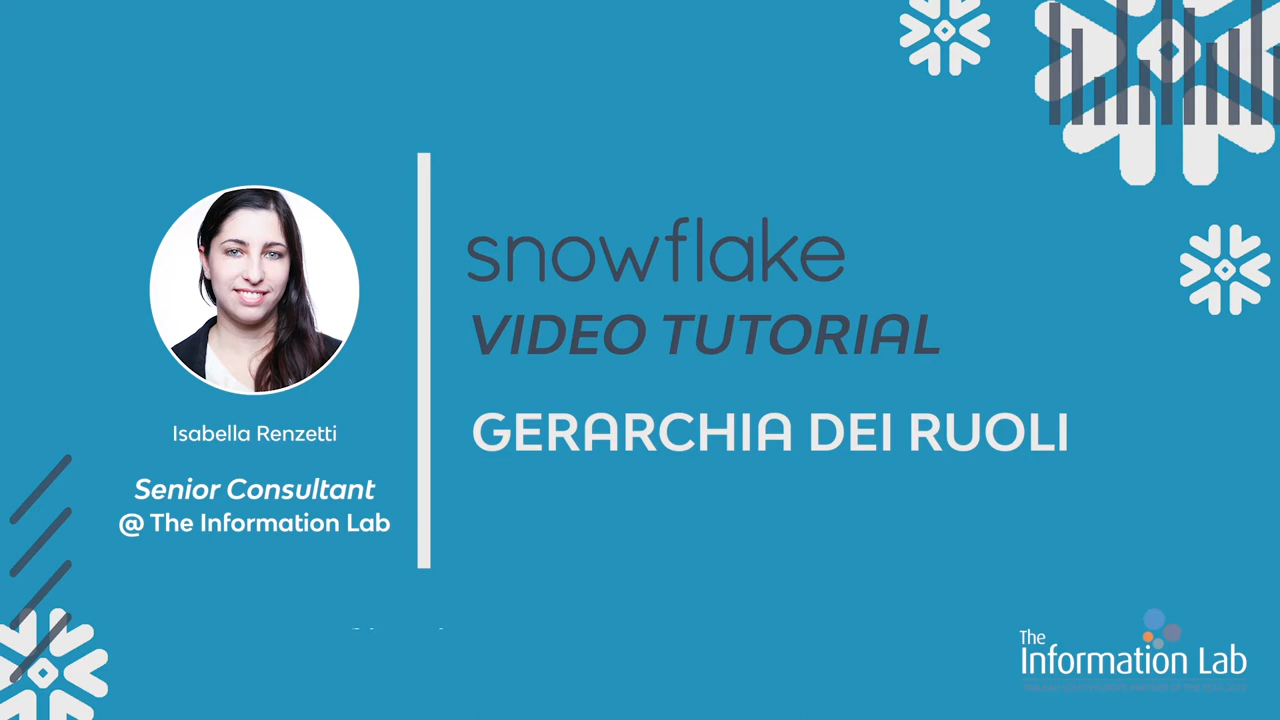 snowflake
VIDEO TUTORIAL
GERARCHIA DEI RUOLI
Isabella Renzetti
Senior Consultant
@ The Information Lab
The
Information Lab